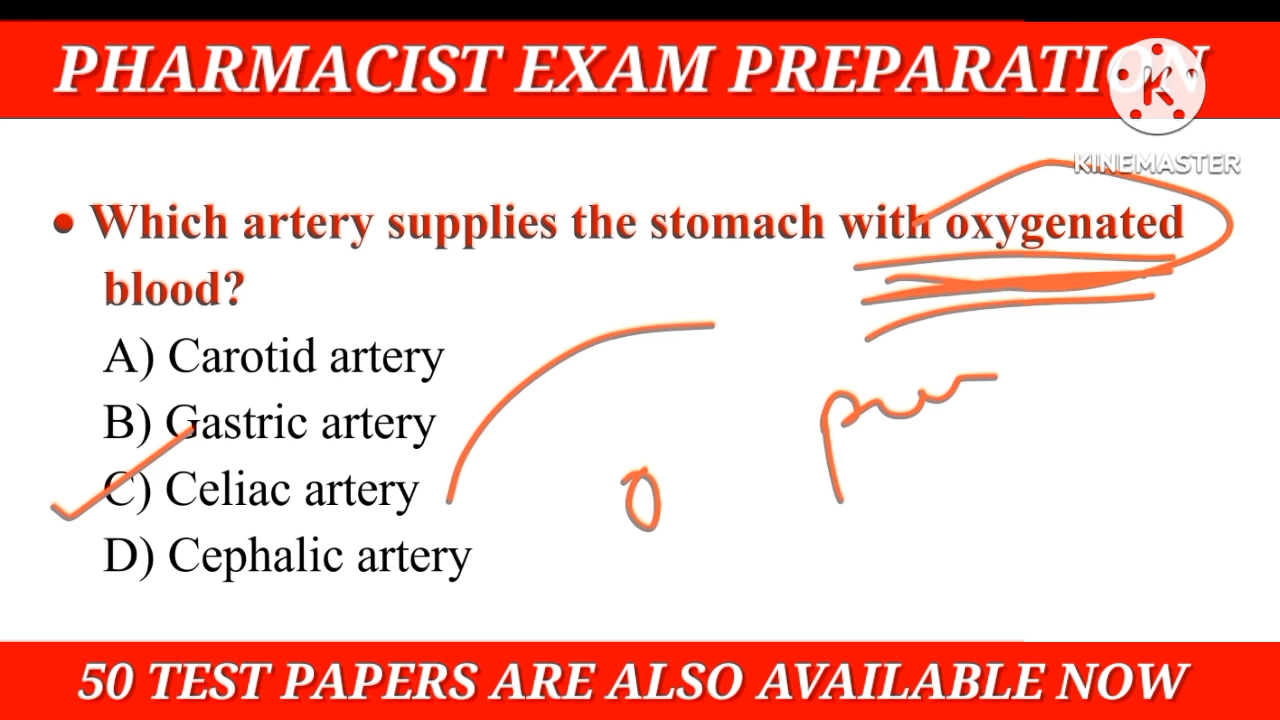 PHARMACIST EXAM PREPARATION
K
KINEMASTER
• Which artery supplies the stomach with oxygenated
blood?
A) Carotid artery
B) Gastric artery
C) Celiac artery
D) Cephalic artery
50 TEST PAPERS ARE ALSO AVAILABLE NOW